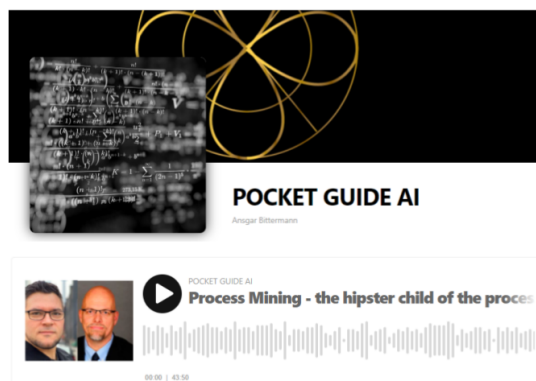 POCKET GUIDE AI
Ansgar Bittermann
POCKET GUIDE AI
Process Mining - the hipster child of the proces
00:00 | 43:50